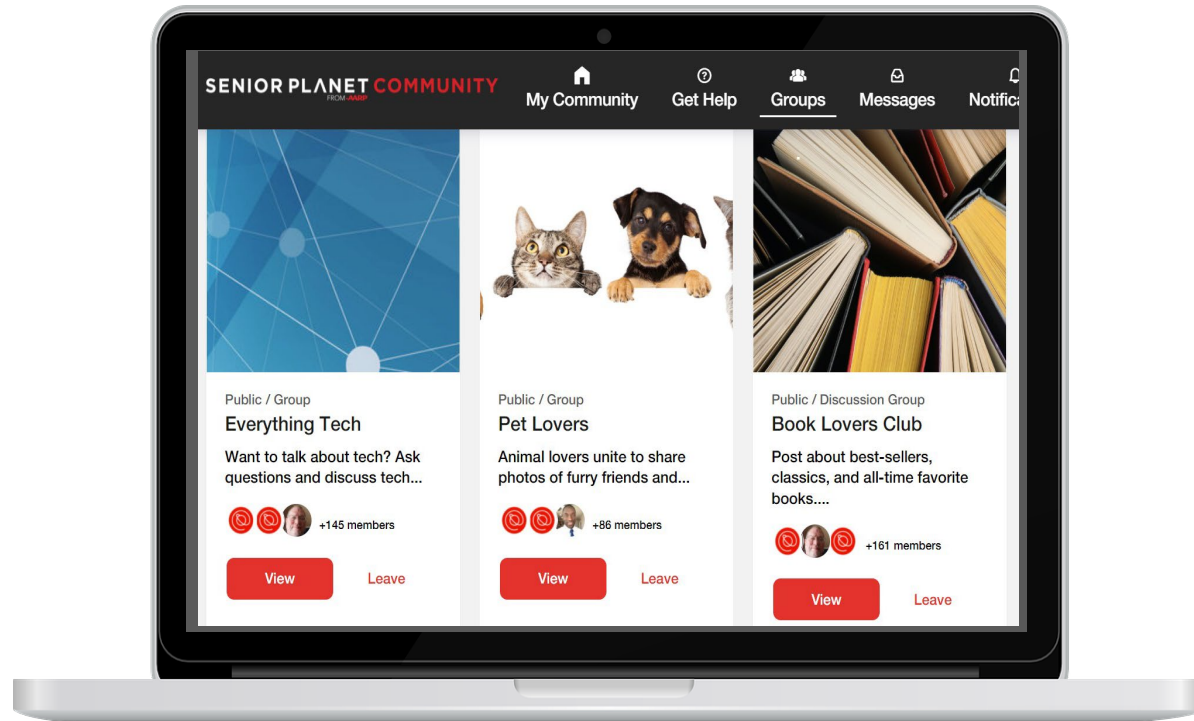 SENIOR PLANET COMMUNITY
FROM AARP
My Community
Get Help
Groups
Messages
Notifica
Public / Group
Everything Tech
Want to talk about tech? Ask
questions and discuss tech...
+145 members
View
Leave
Public / Group
Pet Lovers
Animal lovers unite to share
photos of furry friends and...
+86 members
View
Leave
Public / Discussion Group
Book Lovers Club
Post about best-sellers,
classics, and all-time favorite
books....
+161 members
View
Leave